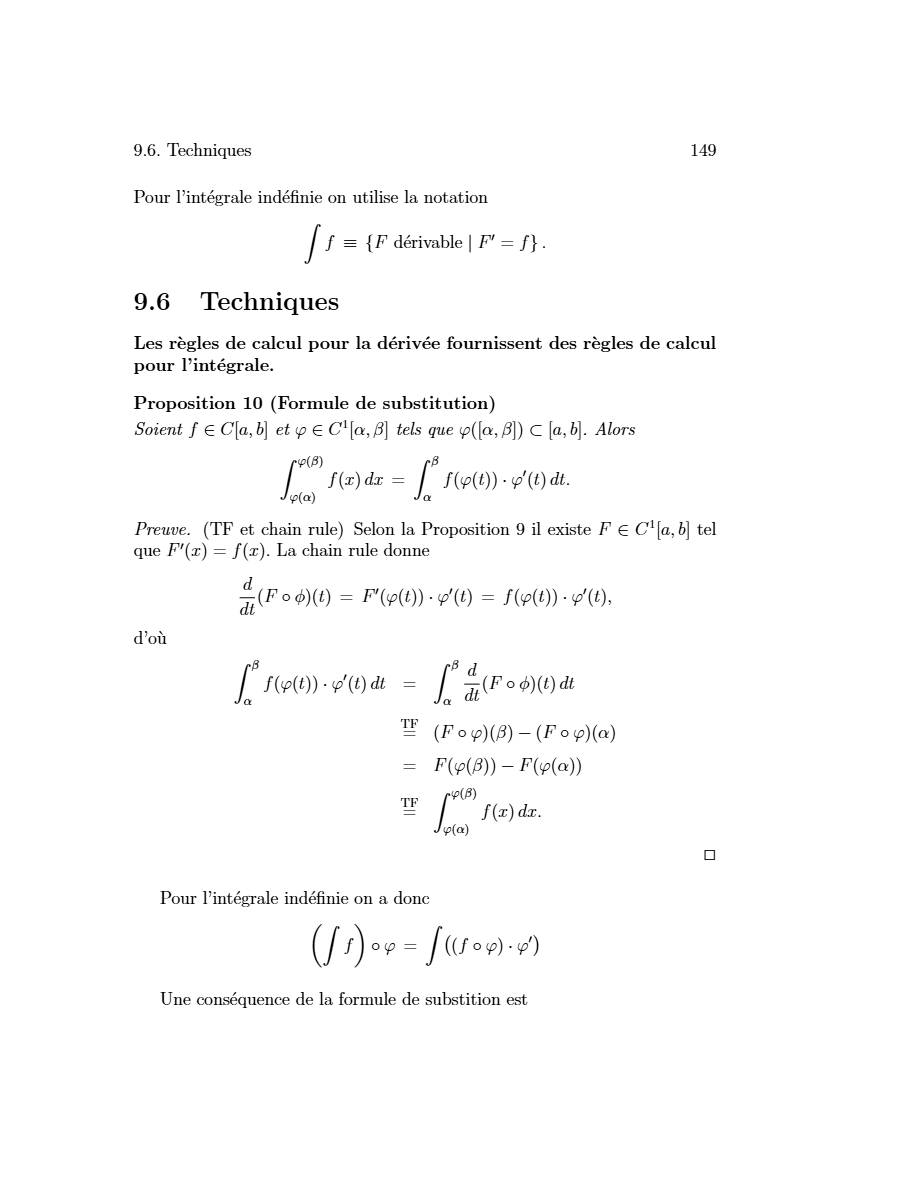 9.6. Techniques 149
Pour l'intégrale indéfinie on utilise la notation
∫ f ≡ {F dérivable | F′ = f} .
9.6 Techniques
Les règles de calcul pour la dérivée fournissent des règles de calcul
pour l'intégrale.
Proposition 10 (Formule de substitution)
Soient f ∈ C[a, b] et φ ∈ C¹[α, β] tels que φ([α, β]) ⊂ [a, b]. Alors
∫_{φ(α)}^{φ(β)} f(x) dx = ∫_α^β f(φ(t)) · φ′(t) dt.
Preuve. (TF et chain rule) Selon la Proposition 9 il existe F ∈ C¹[a, b] tel
que F′(x) = f(x). La chain rule donne
d/dt (F ∘ ϕ)(t) = F′(φ(t)) · φ′(t) = f(φ(t)) · φ′(t),
d'où
∫_α^β f(φ(t)) · φ′(t) dt = ∫_α^β d/dt (F ∘ ϕ)(t) dt
TF = (F ∘ φ)(β) − (F ∘ φ)(α)
= F(φ(β)) − F(φ(α))
TF = ∫_{φ(α)}^{φ(β)} f(x) dx.
□
Pour l'intégrale indéfinie on a donc
(∫ f) ∘ φ = ∫ ((f ∘ φ) · φ′)
Une conséquence de la formule de substition est